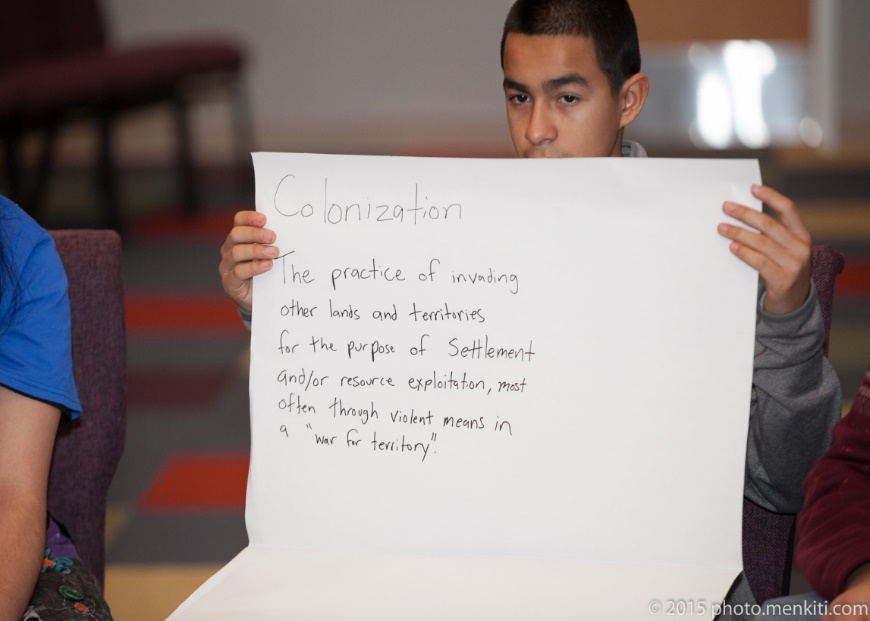 Colonization
The practice of invading
other lands and territories
for the purpose of Settlement
and/or resource exploitation, most
often through violent means in
a "war for territory".
© 2015 photo.menkiti.com